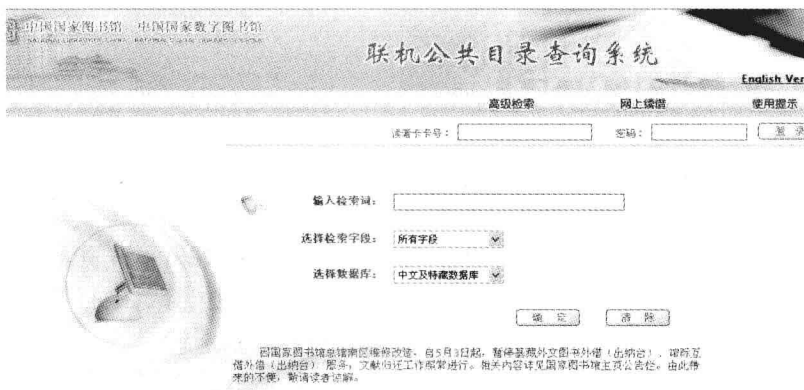 中国国家图书馆 中国国家数字图书馆
联机公共目录查询系统
English Ver
高级检索 网上续借 使用提示
读者卡卡号： 密码： 登录
输入检索词：
选择检索字段： 所有字段
选择数据库： 中文及特藏数据库
确定 清除
因国家图书馆总馆南区维修改造，自5月3日起，暂停基藏外文图书外借（出纳台）、馆际互
借外借（出纳台）服务，文献归还工作照常进行。相关内容详见国家图书馆主页公告栏。由此带
来的不便，敬请读者谅解。